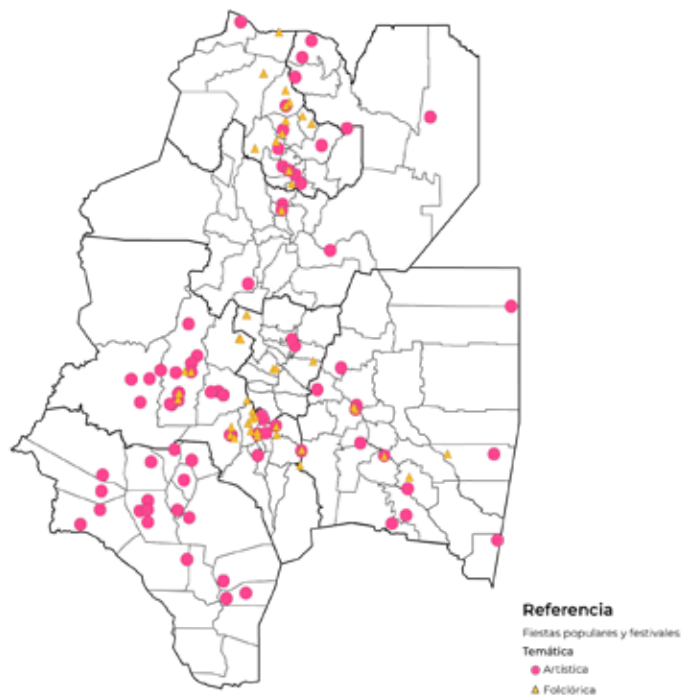 Referencia
Fiestas populares y festivales
Temática
Artística
Folclórica